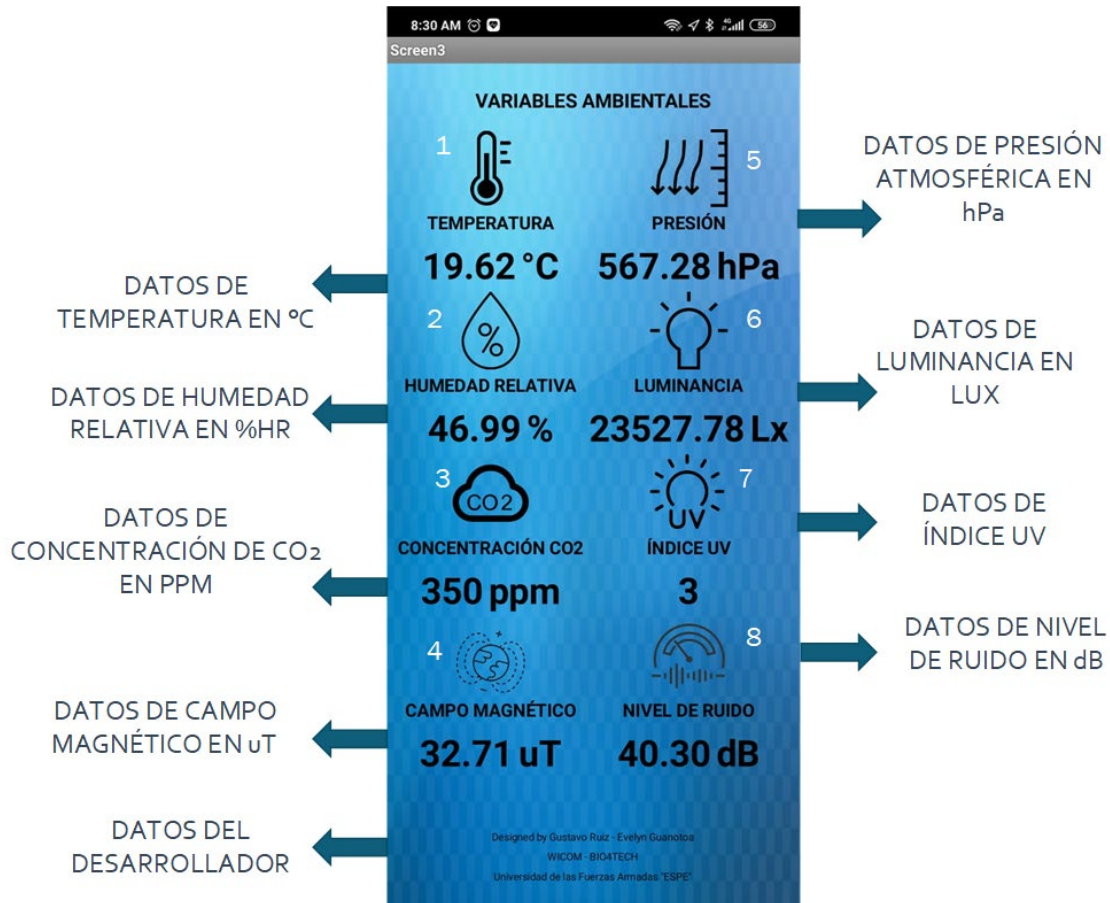 8:30 AM
4G
56
Screen3
VARIABLES AMBIENTALES
1
5
TEMPERATURA
PRESIÓN
19.62 °C
567.28 hPa
2
%
6
HUMEDAD RELATIVA
LUMINANCIA
46.99 %
23527.78 Lx
3
CO2
7
UV
CONCENTRACIÓN CO2
ÍNDICE UV
350 ppm
3
4
8
CAMPO MAGNÉTICO
NIVEL DE RUIDO
32.71 uT
40.30 dB
Designed by Gustavo Ruiz - Evelyn Guanotoa
WICOM - BIO4TECH
Universidad de las Fuerzas Armadas "ESPE"
DATOS DE
TEMPERATURA EN ºC
DATOS DE HUMEDAD
RELATIVA EN %HR
DATOS DE
CONCENTRACIÓN DE CO2
EN PPM
DATOS DE CAMPO
MAGNÉTICO EN uT
DATOS DEL
DESARROLLADOR
DATOS DE PRESIÓN
ATMOSFÉRICA EN
hPa
DATOS DE
LUMINANCIA EN
LUX
DATOS DE
ÍNDICE UV
DATOS DE NIVEL
DE RUIDO EN dB